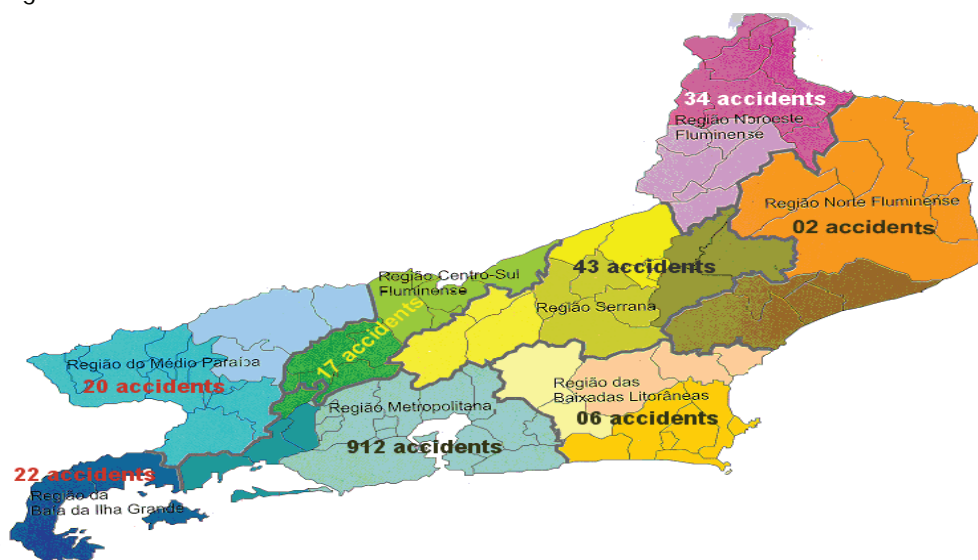 34 accidents
Região Noroeste
Fluminense
Região Norte Fluminense
02 accidents
43 accidents
Região Centro-Sul
Fluminense
Região Serrana
17 accidents
Região do Médio Paraíba
20 accidents
Região das
Baixadas Litorâneas
06 accidents
Região Metropolitana
912 accidents
22 accidents
Região da
Baía da Ilha Grande